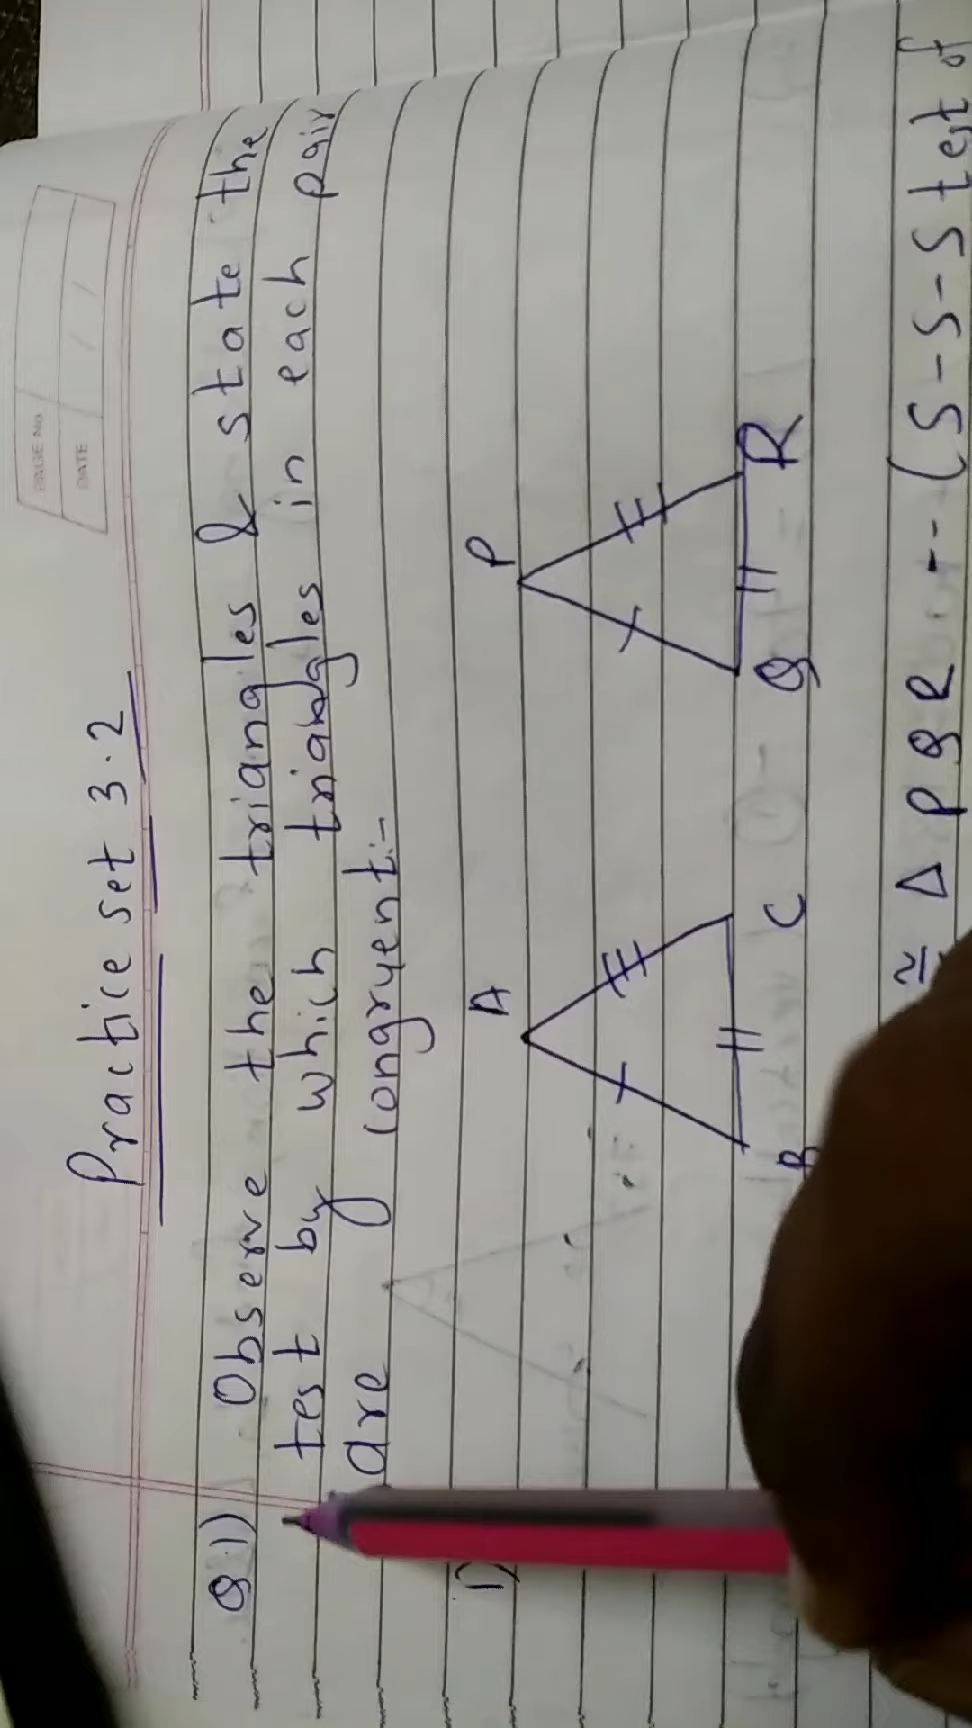 PAGE No.
DATE / /
Practice set 3.2
Q.1) Observe the triangles & state the
test by which triangles in each pair
are congruent:-
1)
A P
B C Q R
≅ Δ PQR --- (S-S-S test of